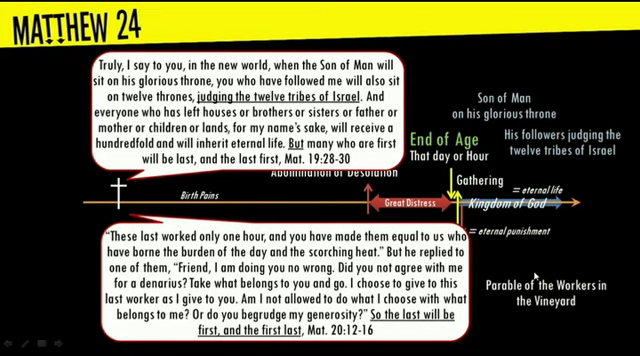 MATTHEW 24
Truly, I say to you, in the new world, when the Son of Man will
sit on his glorious throne, you who have followed me will also sit
on twelve thrones, judging the twelve tribes of Israel. And
everyone who has left houses or brothers or sisters or father or
mother or children or lands, for my name's sake, will receive a
hundredfold and will inherit eternal life. But many who are first
will be last, and the last first, Mat. 19:28-30
Son of Man
on his glorious throne
End of Age
That day or Hour
His followers judging the
twelve tribes of Israel
Abomination of Desolation
Gathering
Birth Pains
Great Distress
= eternal life
Kingdom of God
= eternal punishment
"These last worked only one hour, and you have made them equal to us who
have borne the burden of the day and the scorching heat." But he replied to
one of them, "Friend, I am doing you no wrong. Did you not agree with me
for a denarius? Take what belongs to you and go. I choose to give to this
last worker as I give to you. Am I not allowed to do what I choose with what
belongs to me? Or do you begrudge my generosity?" So the last will be
first, and the first last, Mat. 20:12-16
Parable of the Workers in
the Vineyard